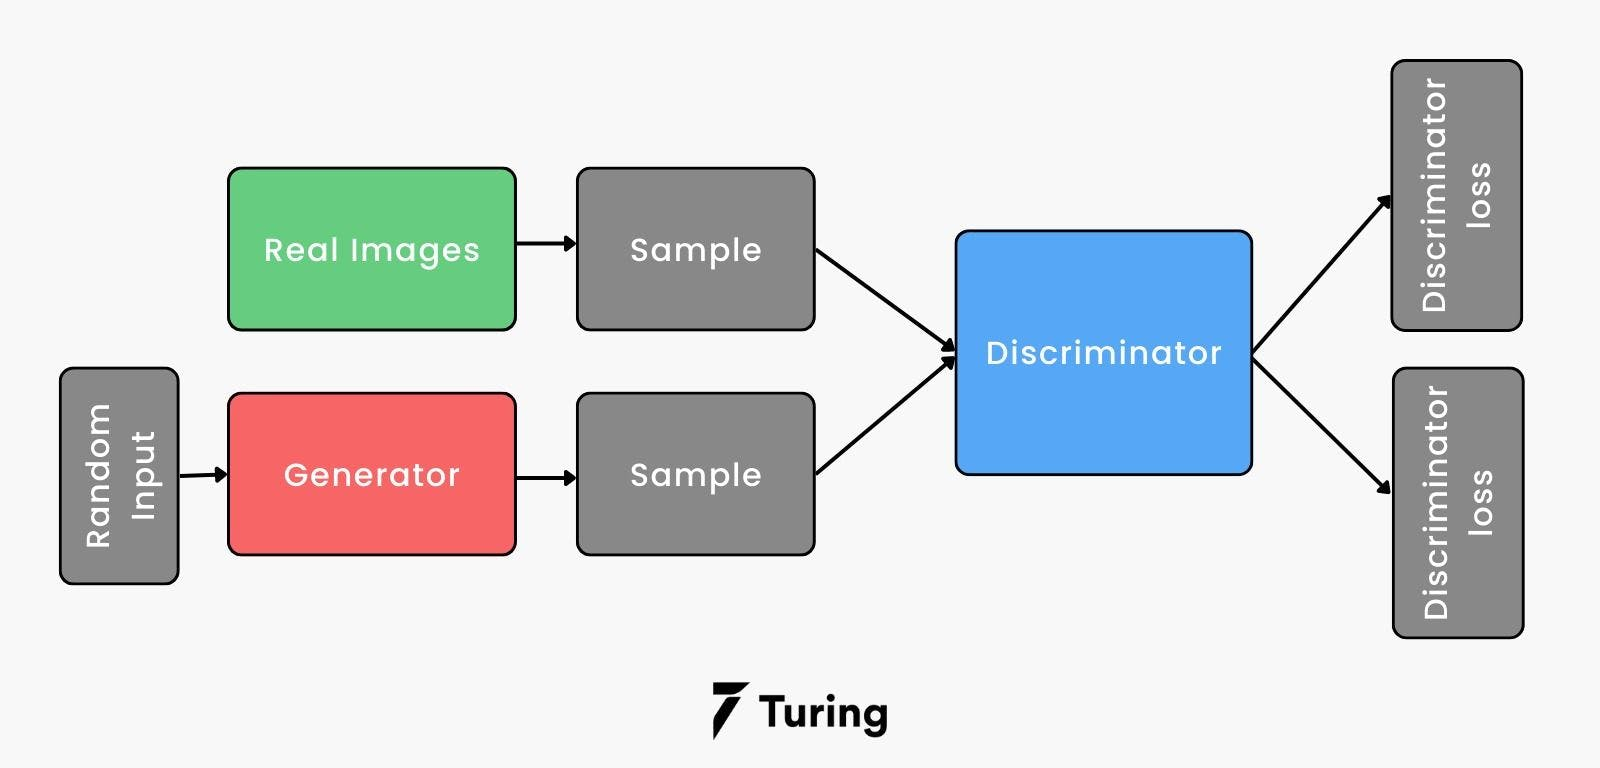 Real Images
Sample
Random
Input
Generator
Sample
Discriminator
Discriminator
loss
Discriminator
loss
Turing